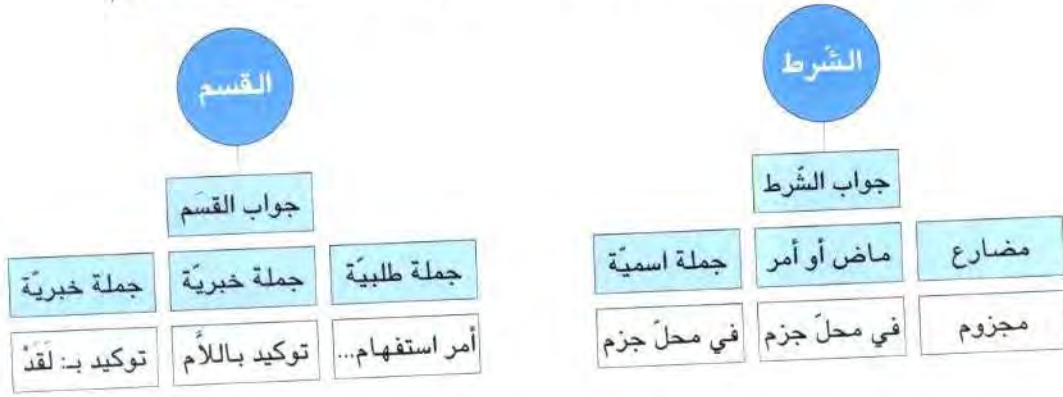 الشّرط
جواب الشّرط
مضارع
ماض أو أمر
جملة اسميّة
مجزوم
في محلّ جزم
في محلّ جزم
القسم
جواب القسَم
جملة طلبيّة
جملة خبريّة
جملة خبريّة
أمر استفهام...
توكيد باللاَّم
توكيد بـ: لَقَدْ